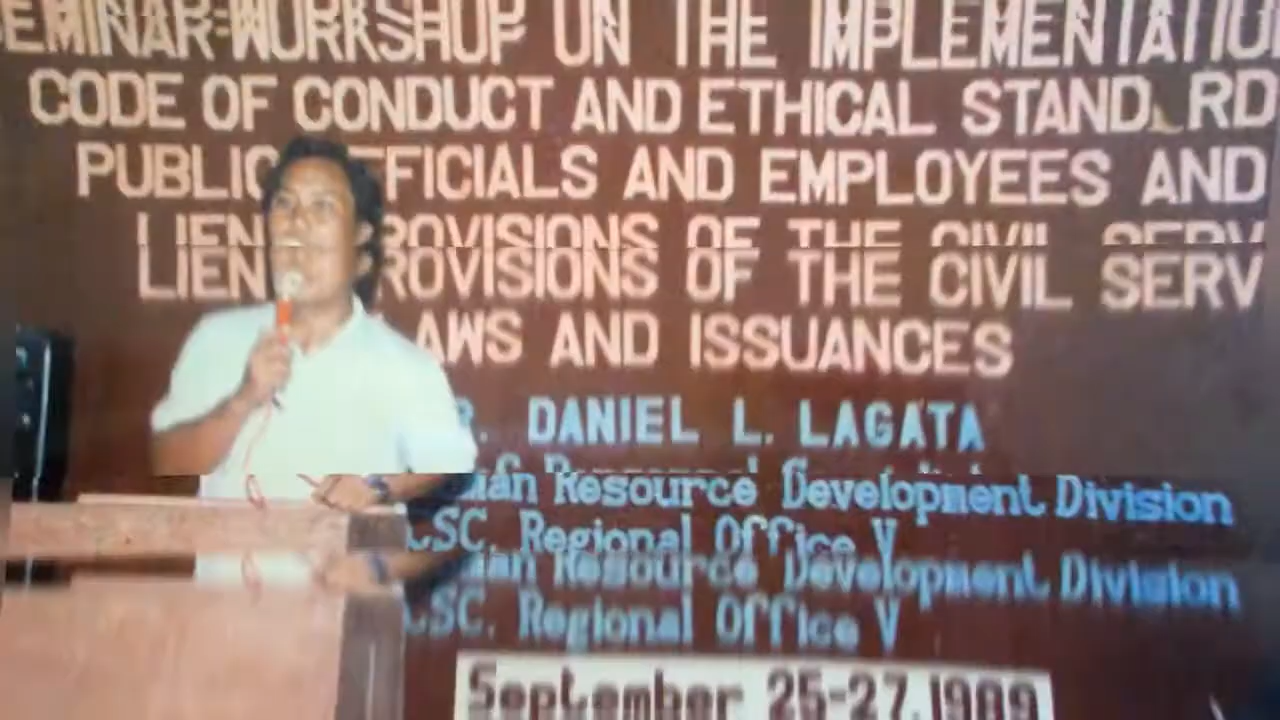 EMINAR-WORKSHOP ON THE IMPLEMENTATIO
CODE OF CONDUCT AND ETHICAL STAND RD
PUBLIC FFICIALS AND EMPLOYEES AND
LIEN ROVISIONS OF THE CIVIL SERV
LIEN ROVISIONS OF THE CIVIL SERV
AWS AND ISSUANCES
R. DANIEL L. LAGATA
Resource Development Division
CSC, Regional Office V
Resource Development Division
CSC. Regional Office V
September 25-27, 1989